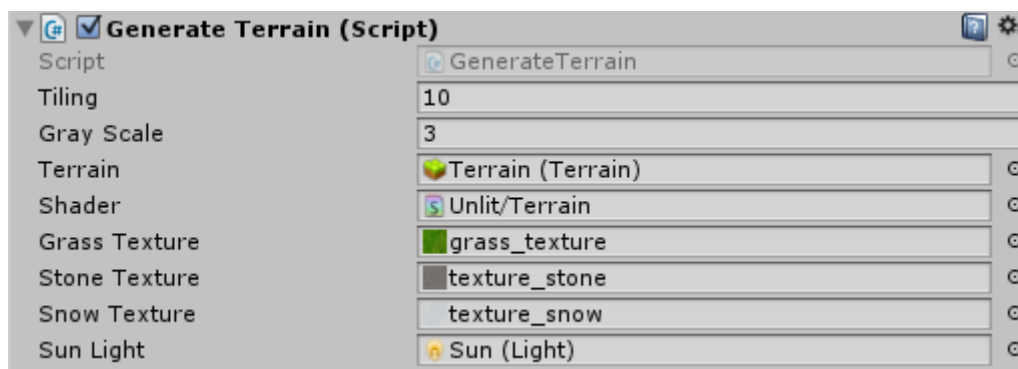 Generate Terrain (Script)
Script GenerateTerrain
Tiling 10
Gray Scale 3
Terrain Terrain (Terrain)
Shader Unlit/Terrain
Grass Texture grass_texture
Stone Texture texture_stone
Snow Texture texture_snow
Sun Light Sun (Light)